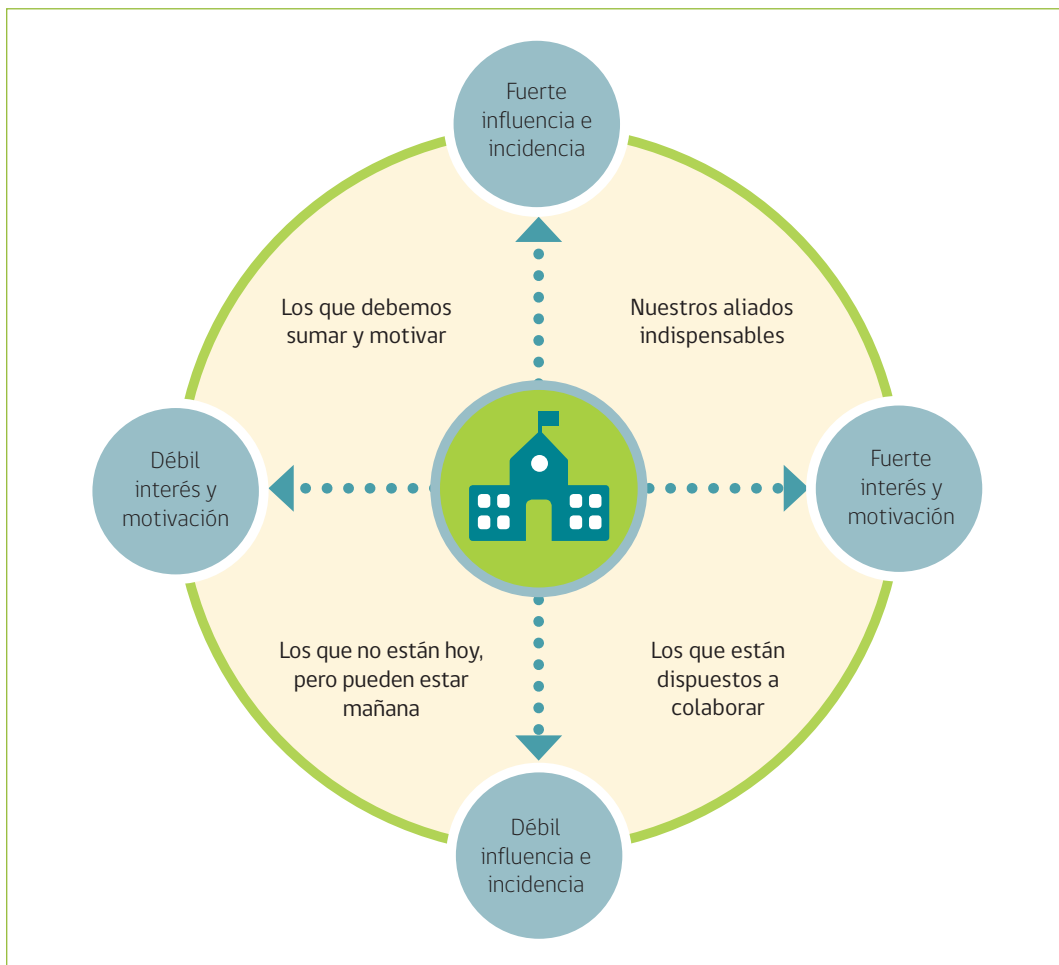 Fuerte
influencia e
incidencia
Los que debemos
sumar y motivar
Nuestros aliados
indispensables
Débil
interés y
motivación
Fuerte
interés y
motivación
Los que no están hoy,
pero pueden estar
mañana
Los que están
dispuestos a
colaborar
Débil
influencia e
incidencia